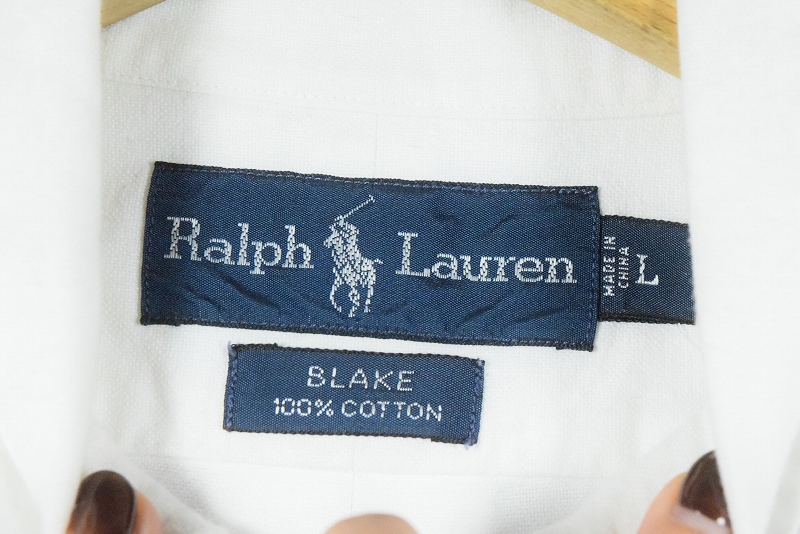 Ralph Lauren
MADE IN
CHINA
L
BLAKE
100% COTTON